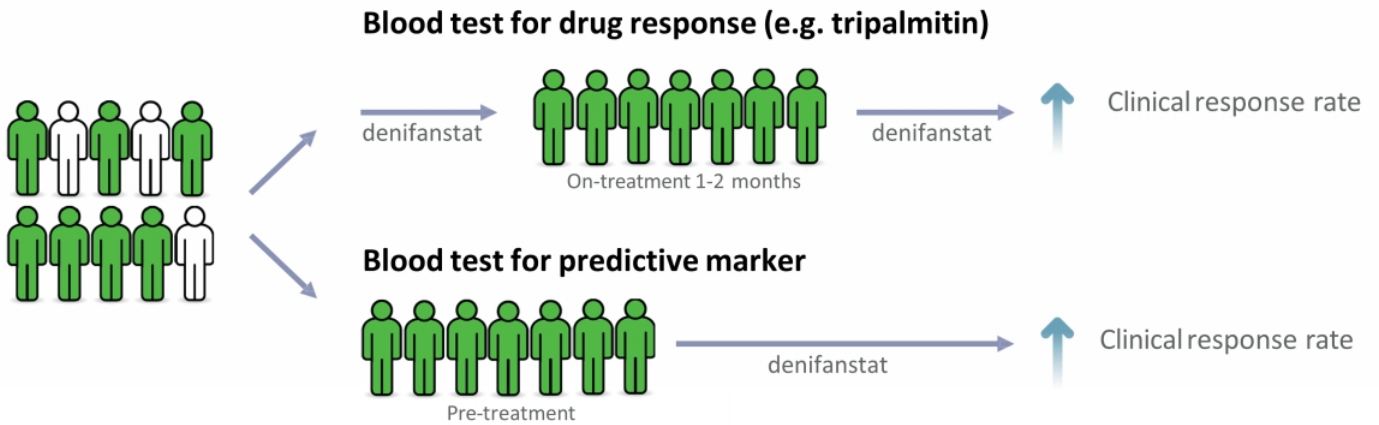 Blood test for drug response (e.g. tripalmitin)
denifanstat
On-treatment 1-2 months
denifanstat
Clinical response rate
Blood test for predictive marker
Pre-treatment
denifanstat
Clinical response rate